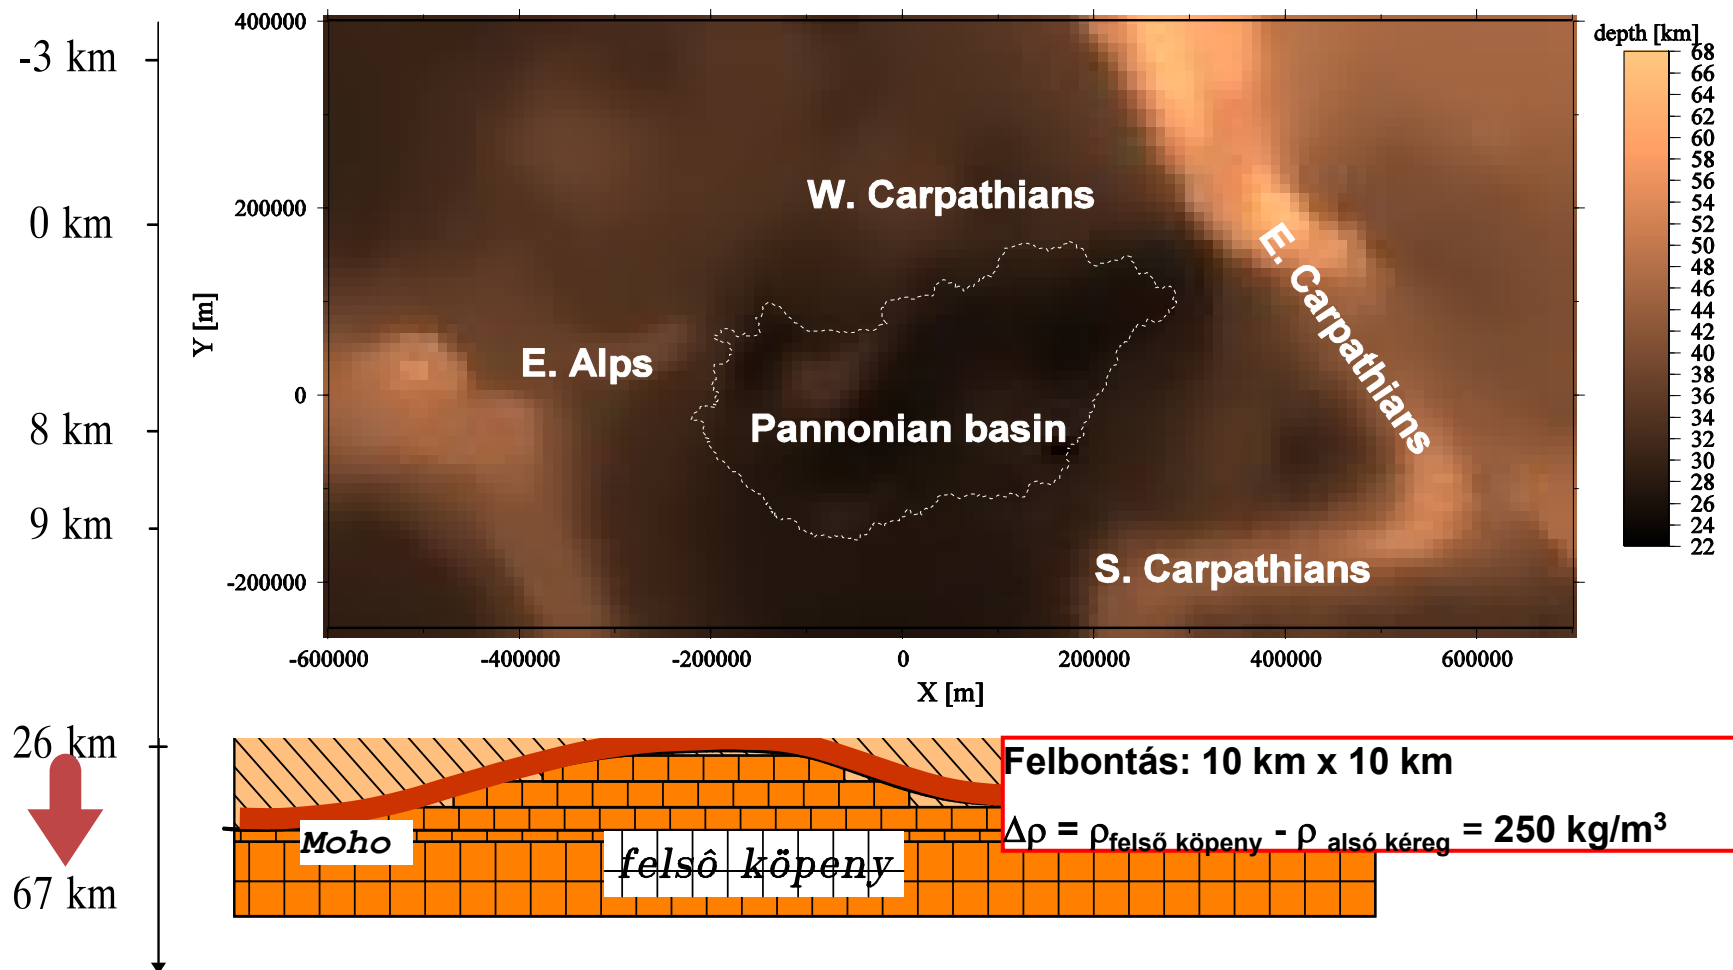 -3 km
0 km
8 km
9 km
26 km
67 km
400000
200000
0
-200000
Y [m]
-600000
-400000
-200000
0
200000
400000
600000
X [m]
W. Carpathians
E. Alps
Pannonian basin
E. Carpathians
S. Carpathians
depth [km]
68
66
64
62
60
58
56
54
52
50
48
46
44
42
40
38
36
34
32
30
28
26
24
22
Moho
felsô köpeny
Felbontás: 10 km x 10 km
Δρ = ρfelső köpeny - ρ alsó kéreg = 250 kg/m³